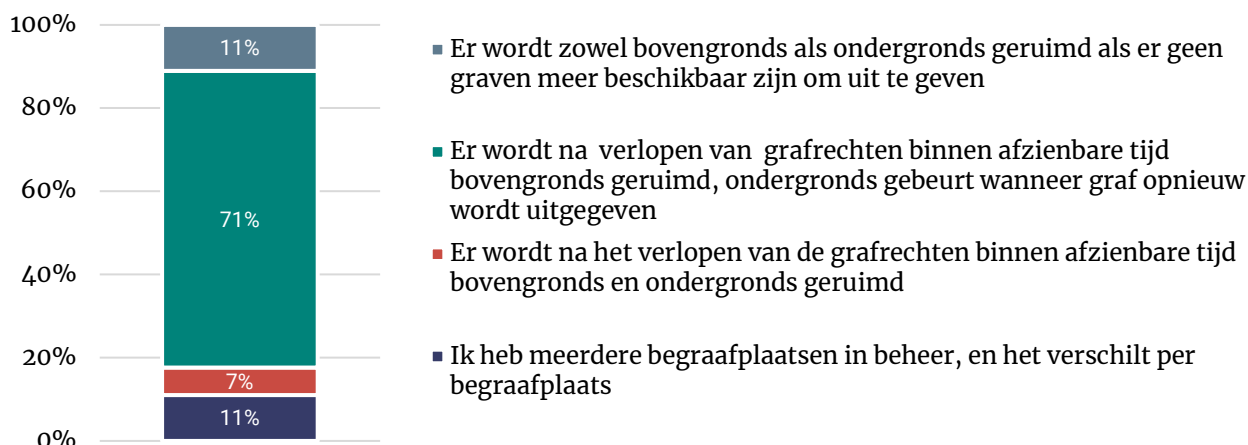 100%
80%
60%
40%
20%
0%
11%
71%
7%
11%
Er wordt zowel bovengronds als ondergronds geruimd als er geen
graven meer beschikbaar zijn om uit te geven
Er wordt na verlopen van grafrechten binnen afzienbare tijd
bovengronds geruimd, ondergronds gebeurt wanneer graf opnieuw
wordt uitgegeven
Er wordt na het verlopen van de grafrechten binnen afzienbare tijd
bovengronds en ondergronds geruimd
Ik heb meerdere begraafplaatsen in beheer, en het verschilt per
begraafplaats